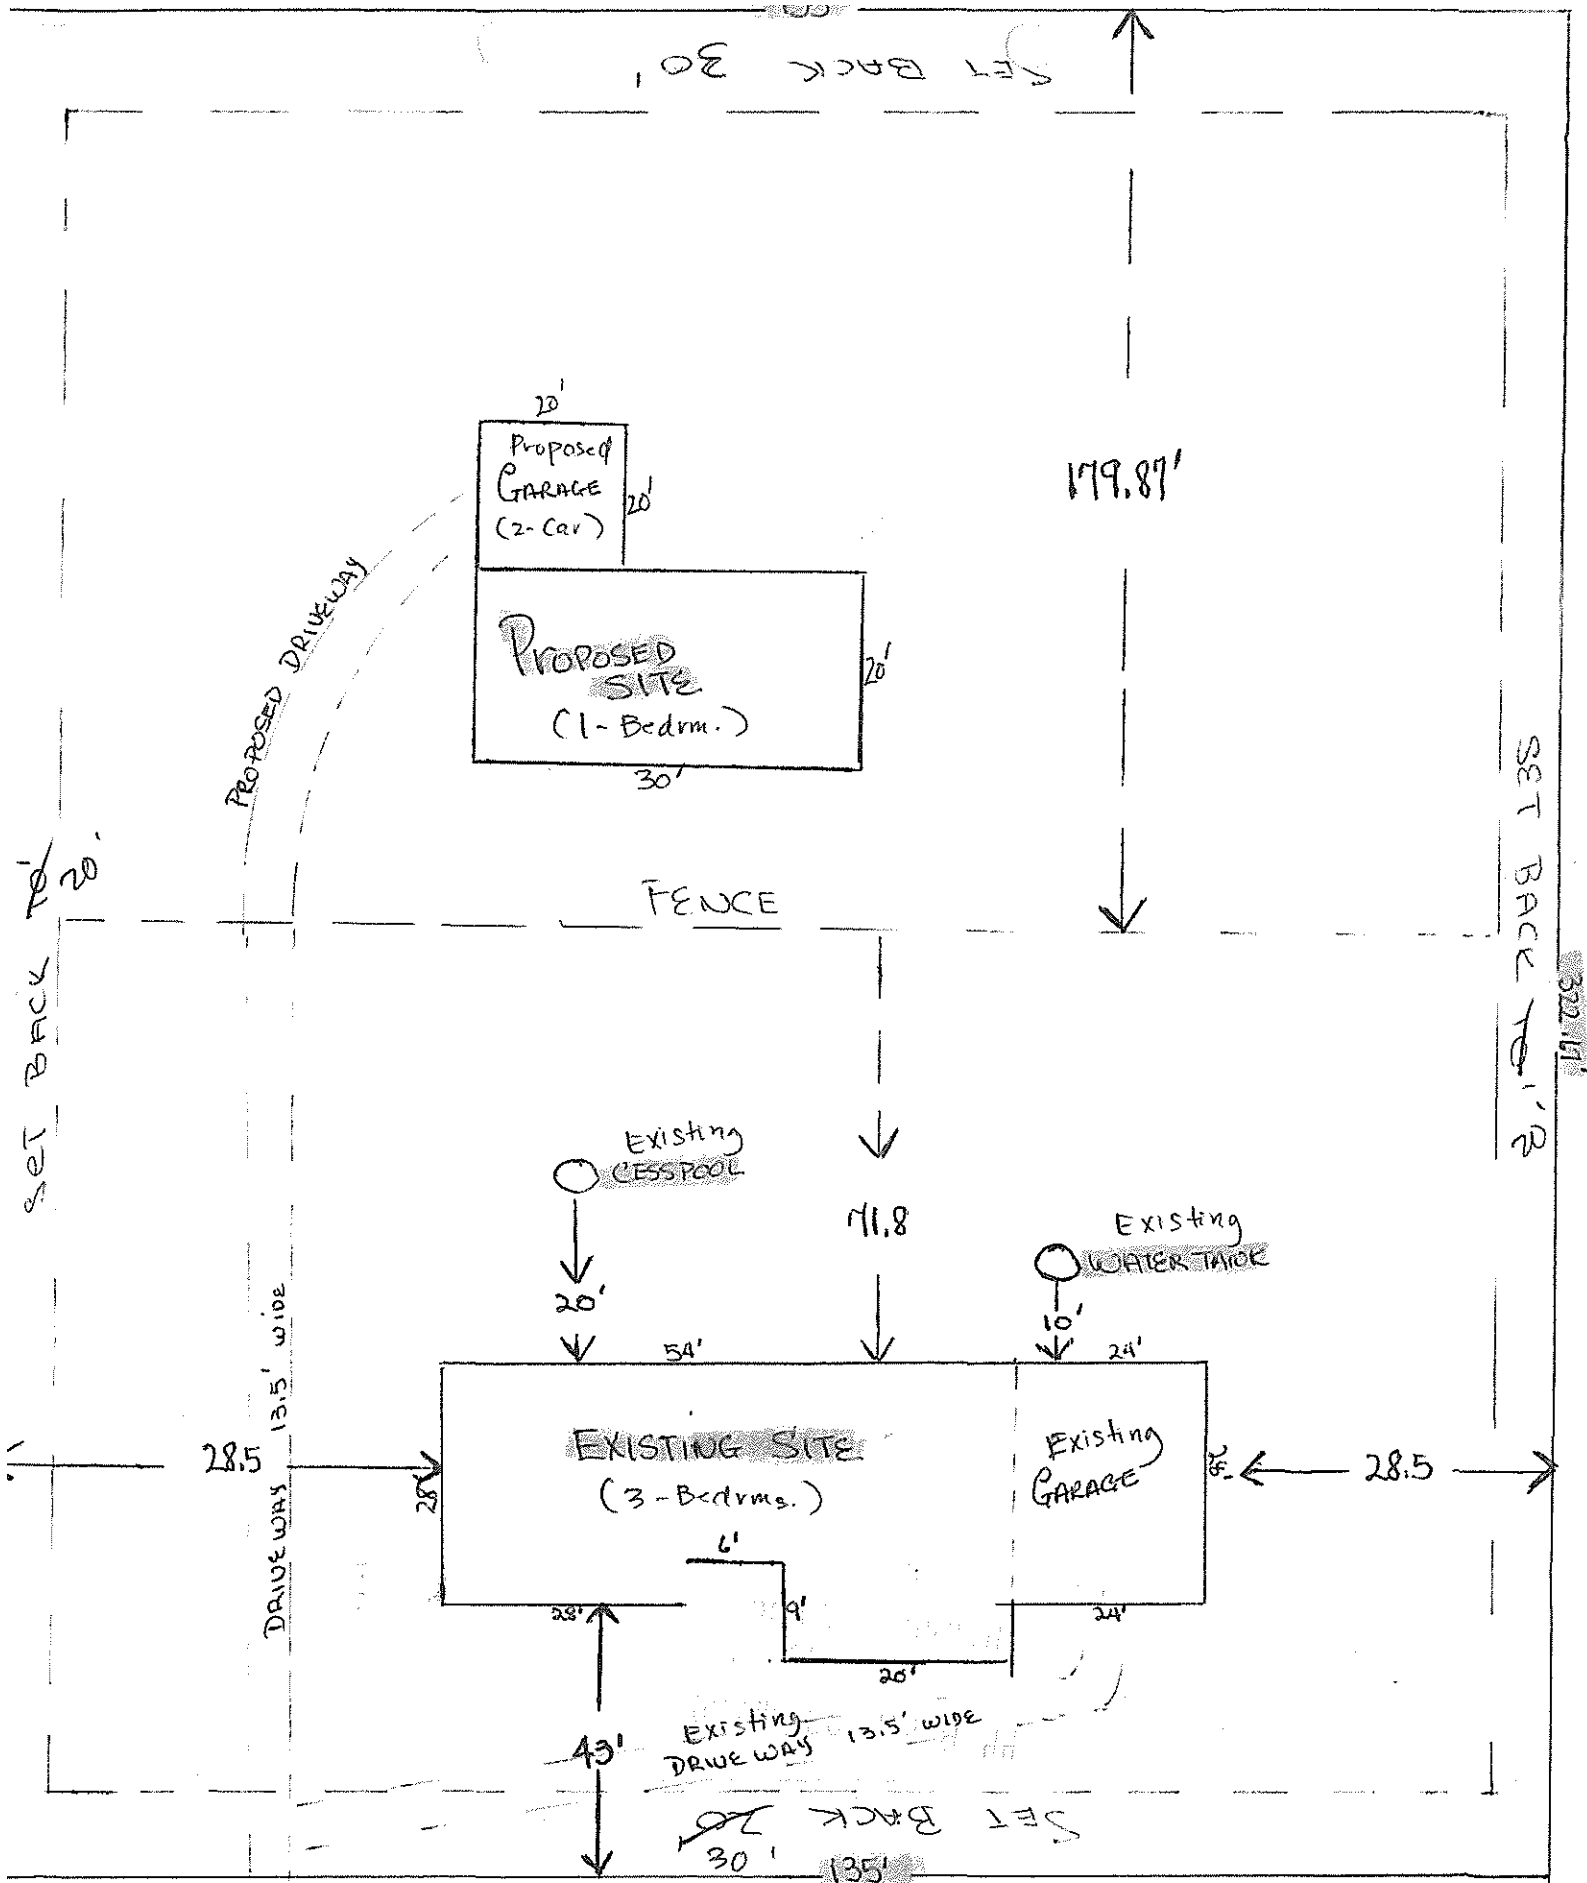 SET BACK 30'
20'
Proposed
GARAGE
(2-Car)
20'
179.87'
PROPOSED DRIVEWAY
PROPOSED
SITE
(1-Bedrm.)
20'
30'
SET BACK 10' 20'
FENCE
SET BACK 10' 20'
Existing
CESSPOOL
71.8
Existing
WATER TANK
20'
10'
54'
24'
DRIVEWAY 13.5' WIDE
28.5
28'
EXISTING SITE
(3-Bedrms.)
Existing
GARAGE
28.5
6'
28'
9'
24'
20'
43'
Existing
DRIVEWAY 13.5' WIDE
SET BACK 20
30'
135'